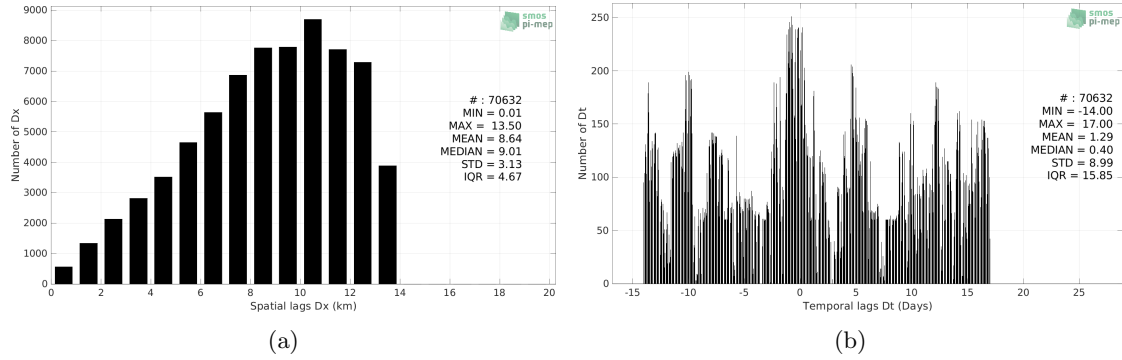 9000
8000
7000
6000
5000
4000
3000
2000
1000
0
Number of Dx
smos
pi-mep
# : 70632
MIN = 0.01
MAX = 13.50
MEAN = 8.64
MEDIAN = 9.01
STD = 3.13
IQR = 4.67
0 2 4 6 8 10 12 14 16 18 20
Spatial lags Dx (km)
(a)
250
200
150
100
50
0
Number of Dt
smos
pi-mep
# : 70632
MIN = -14.00
MAX = 17.00
MEAN = 1.29
MEDIAN = 0.40
STD = 8.99
IQR = 15.85
-15 -10 -5 0 5 10 15 20 25
Temporal lags Dt (Days)
(b)